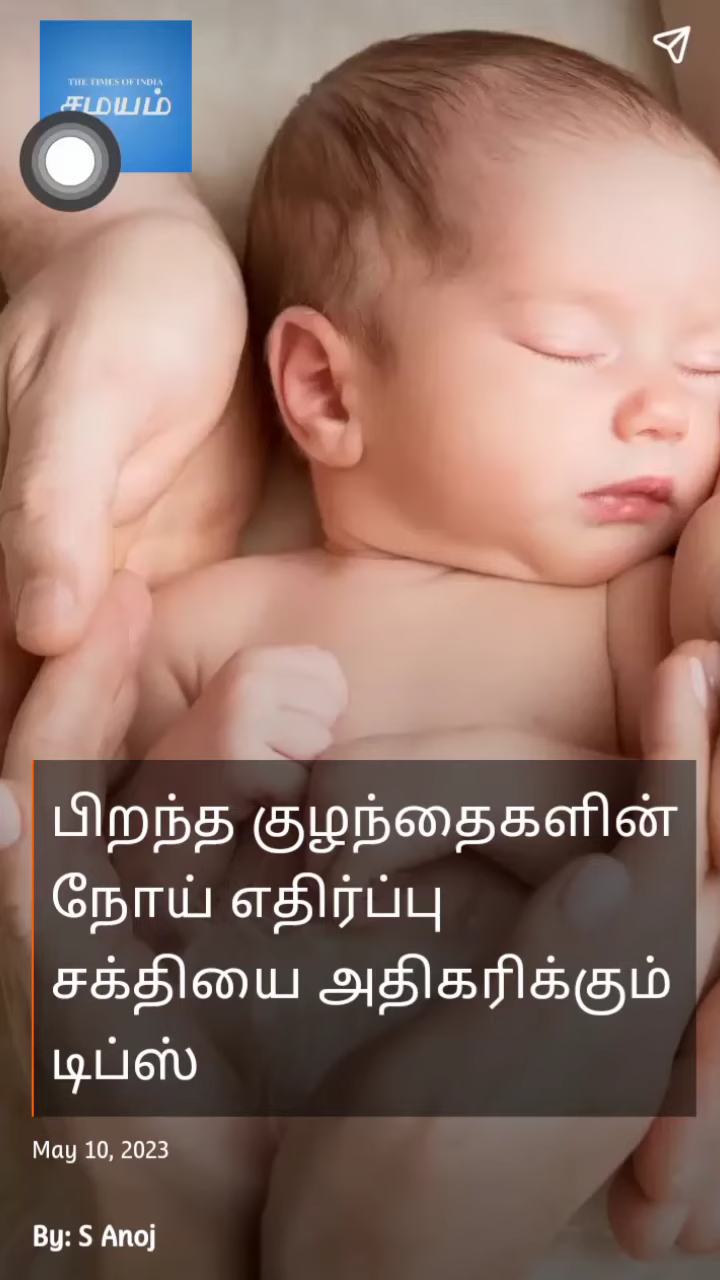 THE TIMES OF INDIA
சமயம்
பிறந்த குழந்தைகளின்
நோய் எதிர்ப்பு
சக்தியை அதிகரிக்கும்
டிப்ஸ்
May 10, 2023
By: S Anoj